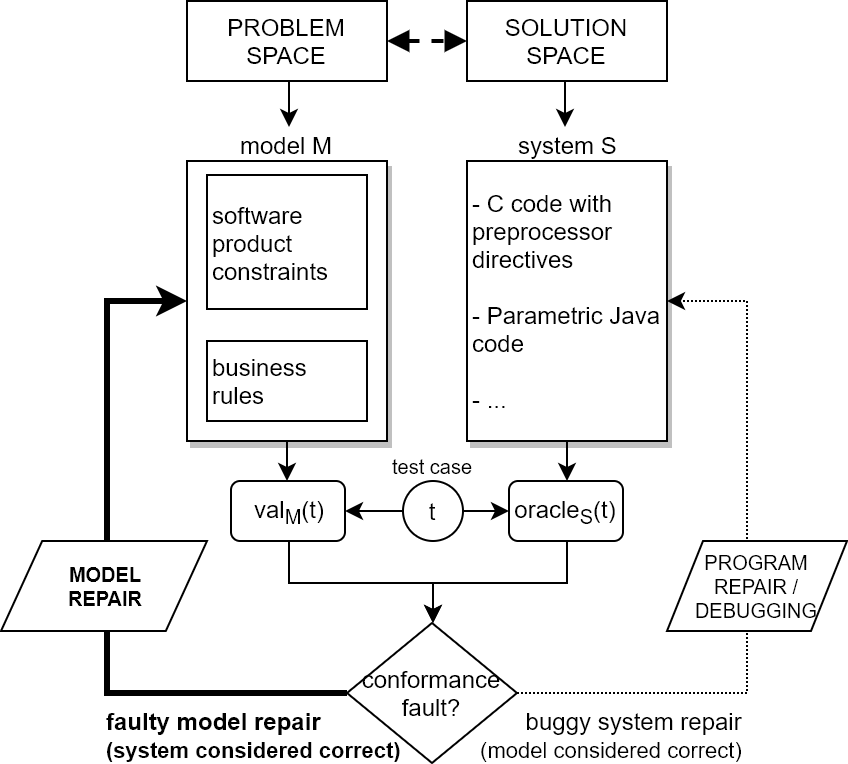 PROBLEM
SPACE
SOLUTION
SPACE
model M
system S
software
product
constraints
business
rules
- C code with
preprocessor
directives
- Parametric Java
code
- ...
test case
valM(t)
t
oracleS(t)
MODEL
REPAIR
PROGRAM
REPAIR /
DEBUGGING
conformance
fault?
faulty model repair
(system considered correct)
buggy system repair
(model considered correct)